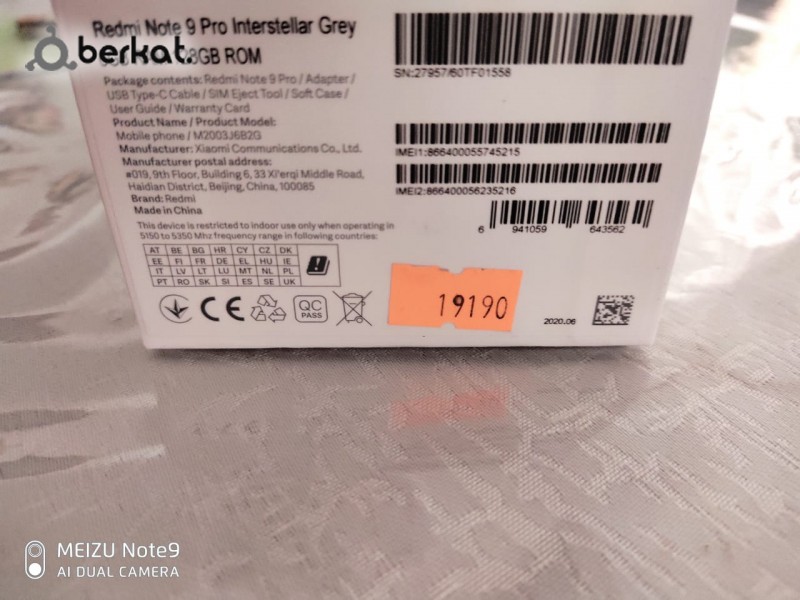 Redmi Note 9 Pro Interstellar Grey
berkat.
8GB ROM
Package contents: Redmi Note 9 Pro / Adapter /
USB Type-C Cable / SIM Eject Tool / Soft Case /
User Guide / Warranty Card
Product Name / Product Model:
Mobile phone / M2003J6B2G
Manufacturer: Xiaomi Communications Co., Ltd.
Manufacturer postal address:
#019, 9th Floor, Building 6, 33 Xi'erqi Middle Road,
Haidian District, Beijing, China, 100085
Brand: Redmi
Made in China
This device is restricted to indoor use only when operating in
5150 to 5350 Mhz frequency range in following countries:
AT BE BG HR CY CZ DK
EE FI FR DE EL HU IE
IT LV LT LU MT NL PL
PT RO SK SI ES SE UK
CE
QC
PASS
SN:27957/60TF01558
IMEI1:866400055745215
IMEI2:866400056235216
6 941059 643562
19190
2020.06
MEIZU Note9
AI DUAL CAMERA